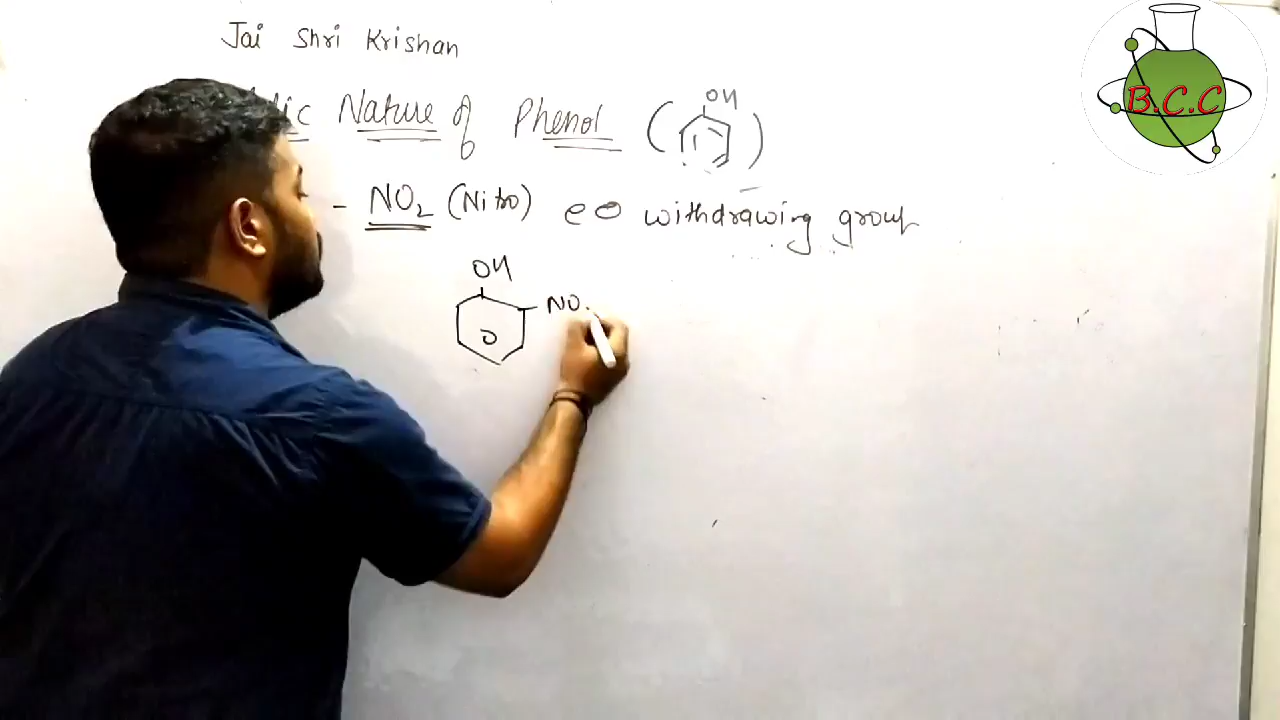 Jai Shri Krishan
Nature of Phenol ( OH )
B.C.C
- NO2 (Nitro) e⊖ withdrawing group
OH
NO